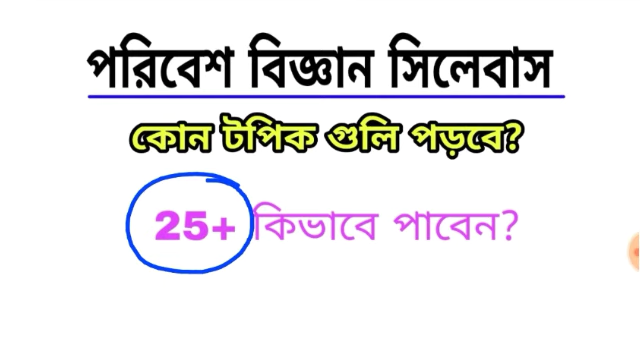 পরিবেশ বিজ্ঞান সিলেবাস
কোন টপিক গুলি পড়বে?
25+ কিভাবে পাবেন?